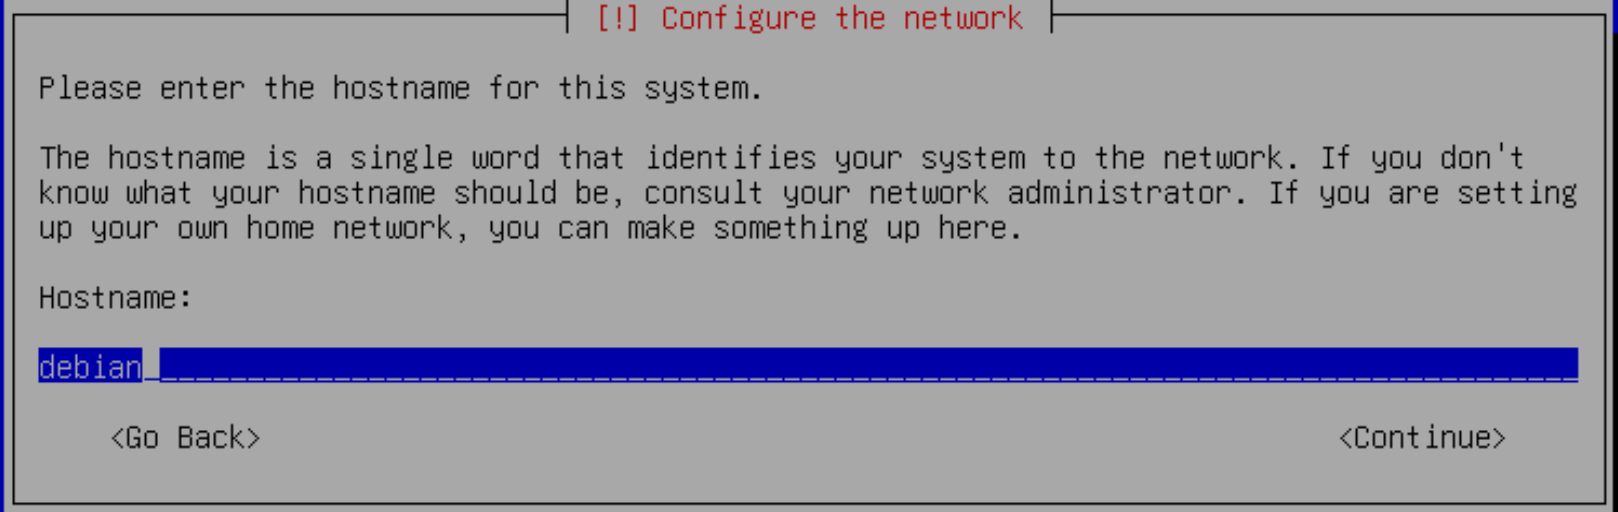 [!] Configure the network
Please enter the hostname for this system.
The hostname is a single word that identifies your system to the network. If you don't
know what your hostname should be, consult your network administrator. If you are setting
up your own home network, you can make something up here.
Hostname:
debian
<Go Back>
<Continue>